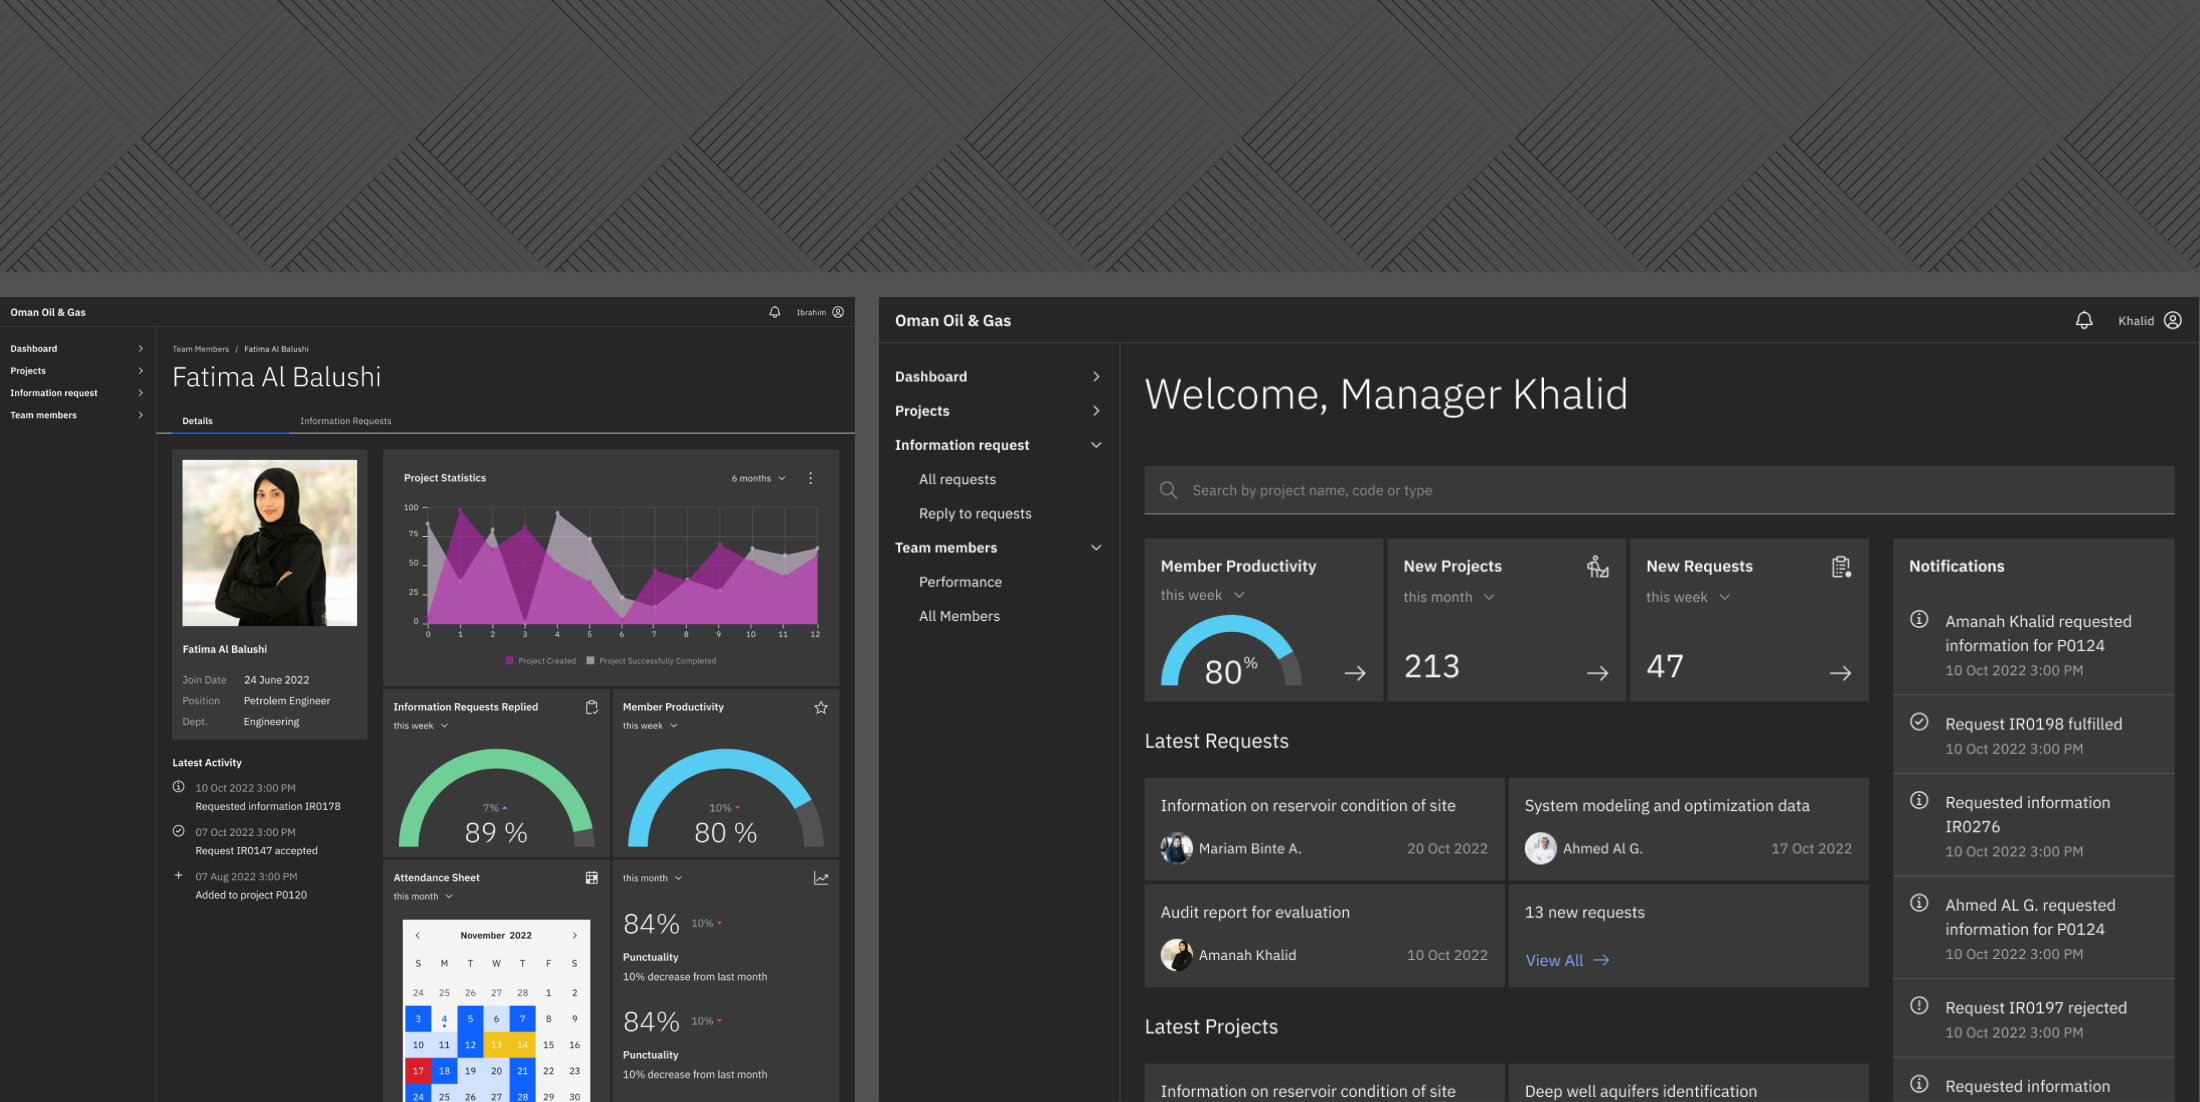 Oman Oil & Gas
Ibrahim
Dashboard
Projects
Information request
Team members
Team Members / Fatima Al Balushi
Fatima Al Balushi
Details
Information Requests
Fatima Al Balushi
Join Date 24 June 2022
Position Petrolem Engineer
Dept. Engineering
Latest Activity
10 Oct 2022 3:00 PM
Requested information IR0178
07 Oct 2022 3:00 PM
Request IR0147 accepted
07 Aug 2022 3:00 PM
Added to project P0120
Project Statistics
6 months
100
75
50
25
0
0 1 2 3 4 5 6 7 8 9 10 11 12
Project Created Project Successfully Completed
Information Requests Replied
this week
7%
89 %
Member Productivity
this week
10%
80 %
Attendance Sheet
this month
November 2022
S M T W T F S
24 25 26 27 28 1 2
3 4 5 6 7 8 9
10 11 12 13 14 15 16
17 18 19 20 21 22 23
24 25 26 27 28 29 30
this month
84% 10%
Punctuality
10% decrease from last month
84% 10%
Punctuality
10% decrease from last month
Oman Oil & Gas
Khalid
Dashboard
Projects
Information request
All requests
Reply to requests
Team members
Performance
All Members
Welcome, Manager Khalid
Search by project name, code or type
Member Productivity
this week
80%
New Projects
this month
213
New Requests
this week
47
Latest Requests
Information on reservoir condition of site
Mariam Binte A. 20 Oct 2022
System modeling and optimization data
Ahmed Al G. 17 Oct 2022
Audit report for evaluation
Amanah Khalid 10 Oct 2022
13 new requests
View All
Latest Projects
Information on reservoir condition of site
Deep well aquifers identification
Notifications
Amanah Khalid requested
information for P0124
10 Oct 2022 3:00 PM
Request IR0198 fulfilled
10 Oct 2022 3:00 PM
Requested information
IR0276
10 Oct 2022 3:00 PM
Ahmed AL G. requested
information for P0124
10 Oct 2022 3:00 PM
Request IR0197 rejected
10 Oct 2022 3:00 PM
Requested information